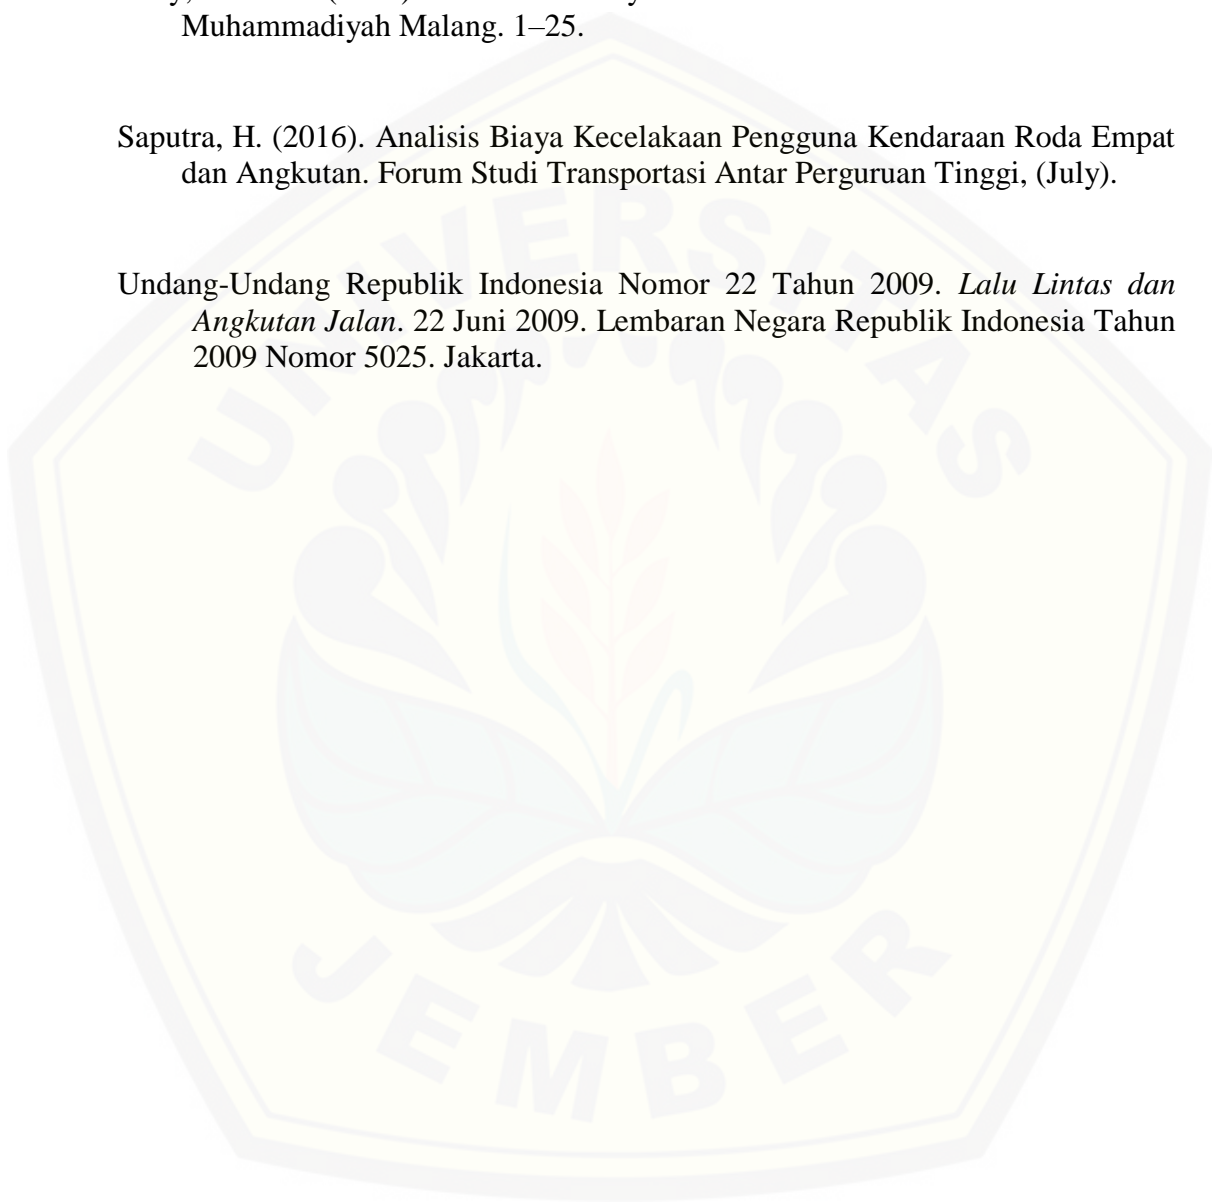 Muhammadiyah Malang. 1–25.
Saputra, H. (2016). Analisis Biaya Kecelakaan Pengguna Kendaraan Roda Empat
dan Angkutan. Forum Studi Transportasi Antar Perguruan Tinggi, (July).
Undang-Undang Republik Indonesia Nomor 22 Tahun 2009. Lalu Lintas dan
Angkutan Jalan. 22 Juni 2009. Lembaran Negara Republik Indonesia Tahun
2009 Nomor 5025. Jakarta.
UNIVERSITAS
JEMBER